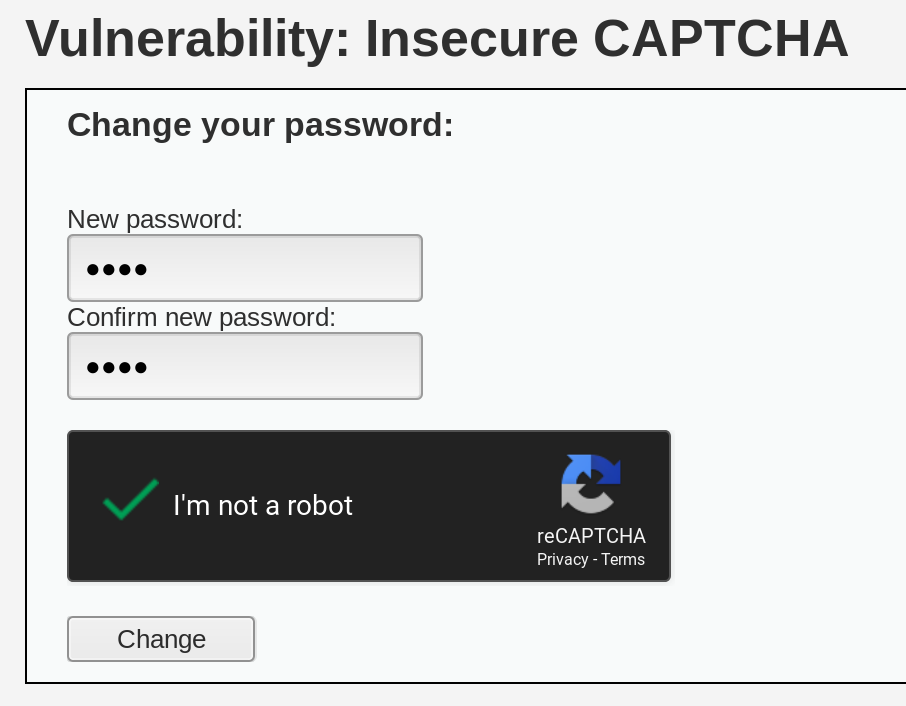 Vulnerability: Insecure CAPTCHA
Change your password:
New password:
••••
Confirm new password:
••••
I'm not a robot
reCAPTCHA
Privacy - Terms
Change